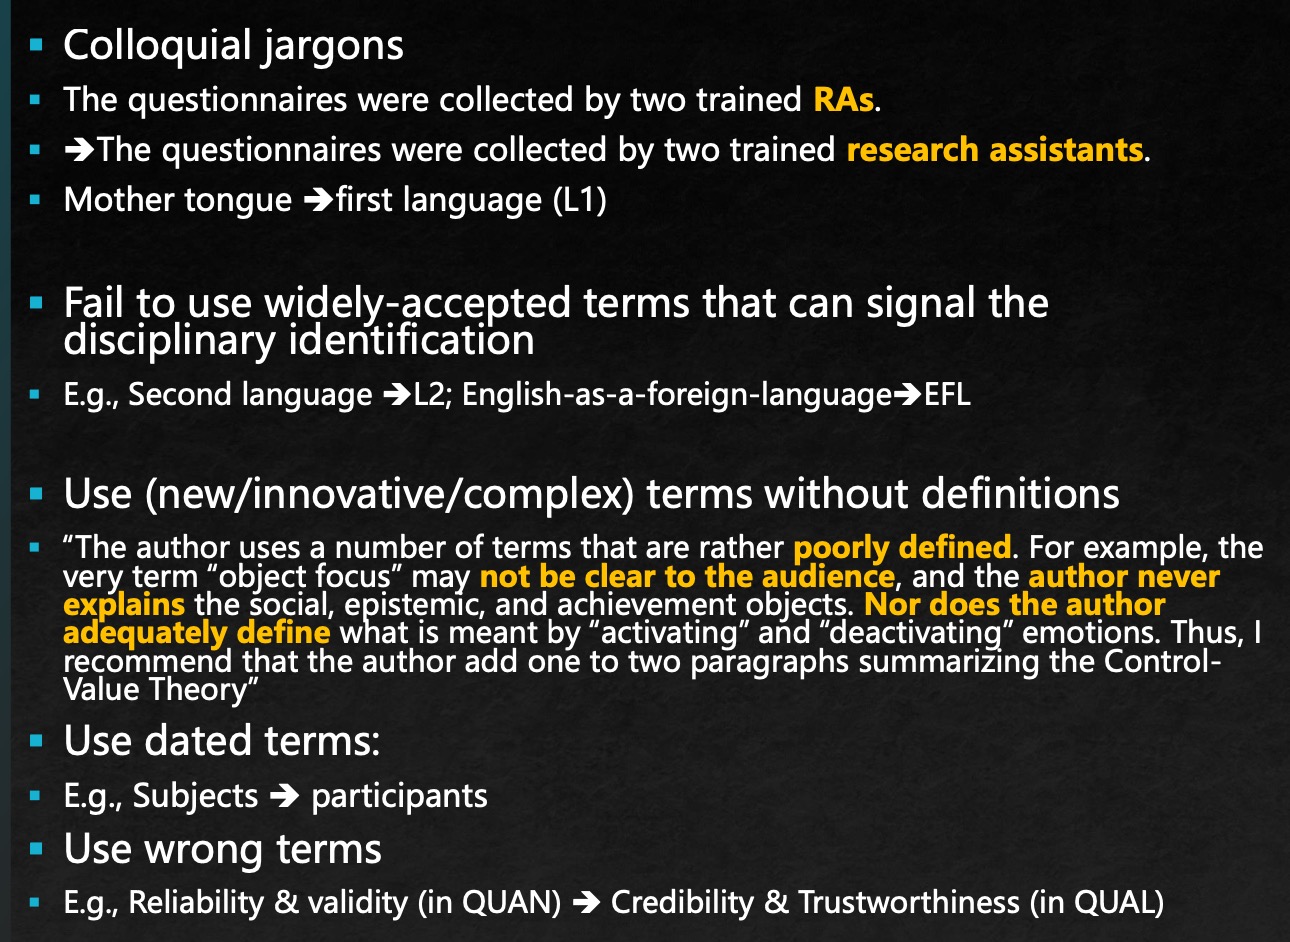 Colloquial jargons
The questionnaires were collected by two trained RAs.
➔The questionnaires were collected by two trained research assistants.
Mother tongue ➔first language (L1)
Fail to use widely-accepted terms that can signal the
disciplinary identification
E.g., Second language ➔L2; English-as-a-foreign-language➔EFL
Use (new/innovative/complex) terms without definitions
“The author uses a number of terms that are rather poorly defined. For example, the
very term “object focus” may not be clear to the audience, and the author never
explains the social, epistemic, and achievement objects. Nor does the author
adequately define what is meant by “activating” and “deactivating” emotions. Thus, I
recommend that the author add one to two paragraphs summarizing the Control-
Value Theory”
Use dated terms:
E.g., Subjects ➔ participants
Use wrong terms
E.g., Reliability & validity (in QUAN) ➔ Credibility & Trustworthiness (in QUAL)